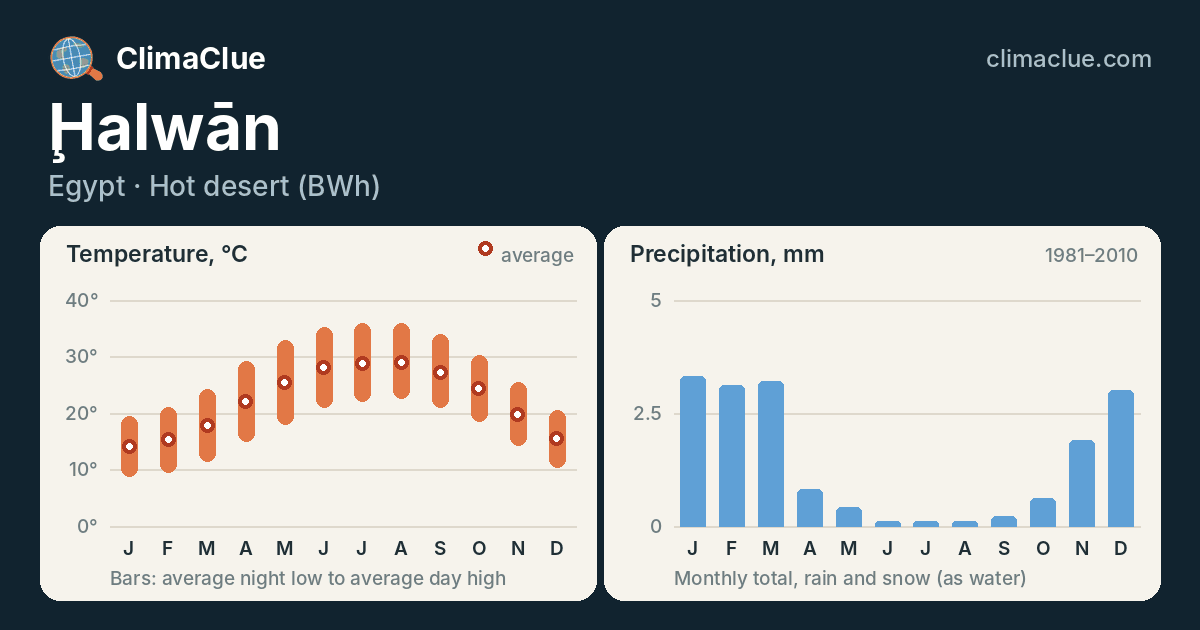 ClimaClue
climaclue.com
Ḩalwān
Egypt · Hot desert (BWh)
Temperature, °C
average
40°
30°
20°
10°
0°
J F M A M J J A S O N D
Bars: average night low to average day high
Precipitation, mm
1981–2010
5
2.5
0
J F M A M J J A S O N D
Monthly total, rain and snow (as water)